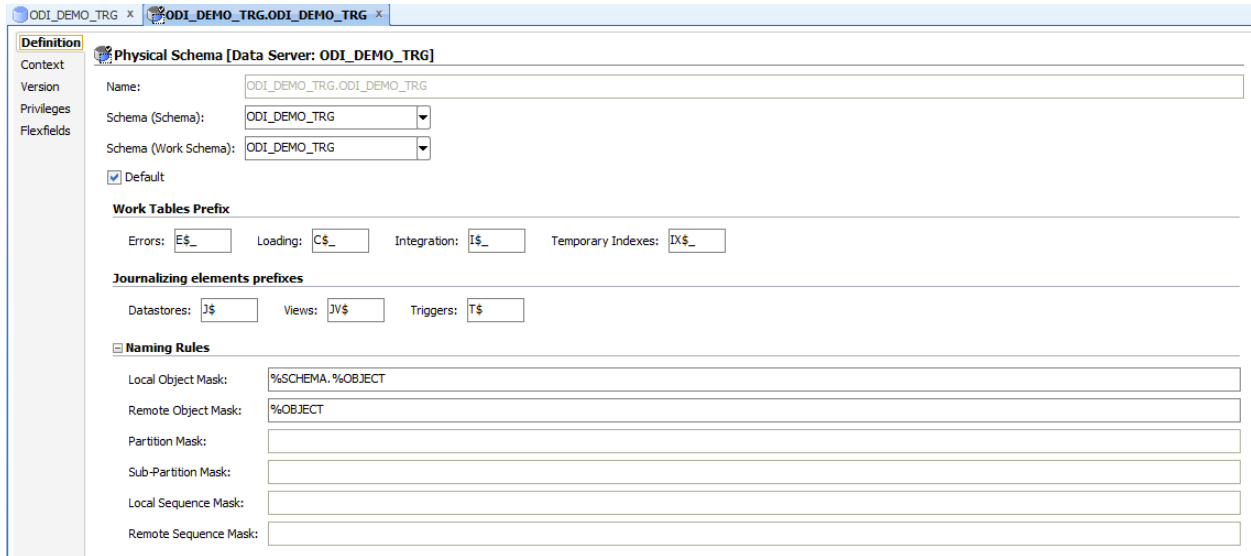 ODI_DEMO_TRG x ODI_DEMO_TRG.ODI_DEMO_TRG x
Definition
Context
Version
Privileges
Flexfields
Physical Schema [Data Server: ODI_DEMO_TRG]
Name: ODI_DEMO_TRG.ODI_DEMO_TRG
Schema (Schema): ODI_DEMO_TRG
Schema (Work Schema): ODI_DEMO_TRG
Default
Work Tables Prefix
Errors: E$_ Loading: C$_ Integration: I$_ Temporary Indexes: IX$_
Journalizing elements prefixes
Datastores: J$ Views: JV$ Triggers: T$
Naming Rules
Local Object Mask: %SCHEMA.%OBJECT
Remote Object Mask: %OBJECT
Partition Mask:
Sub-Partition Mask:
Local Sequence Mask:
Remote Sequence Mask: